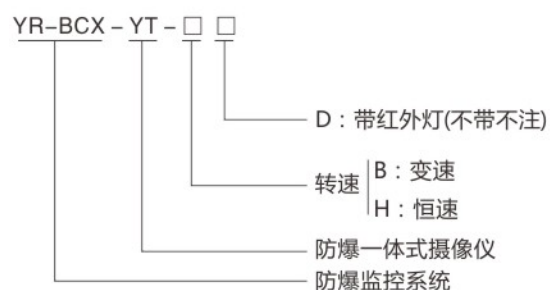 YR-BCX-YT-□□
D：带红外灯(不带不注)
转速
B：变速
H：恒速
防爆一体式摄像仪
防爆监控系统